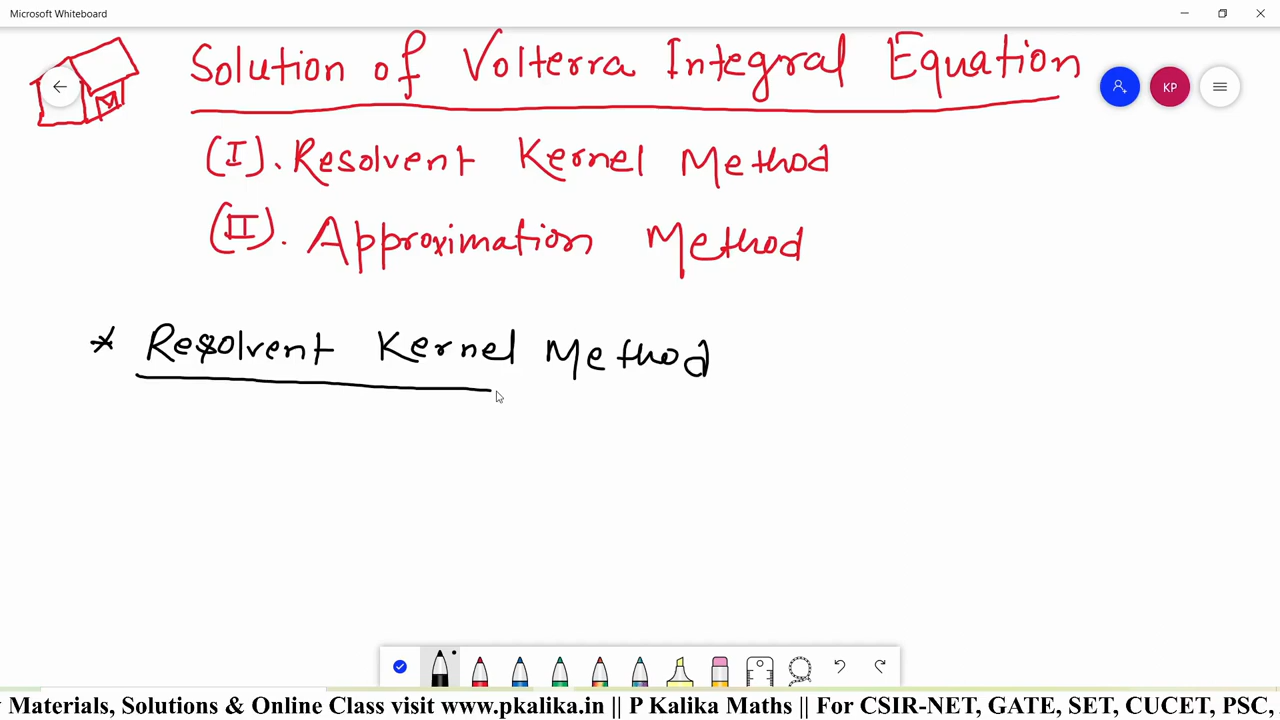 Microsoft Whiteboard
Solution of Volterra Integral Equation
KP
(I). Resolvent Kernel Method
(II). Approximation Method
* Resolvent Kernel Method
Materials, Solutions & Online Class visit www.pkalika.in || P Kalika Maths || For CSIR-NET, GATE, SET, CUCET, PSC,